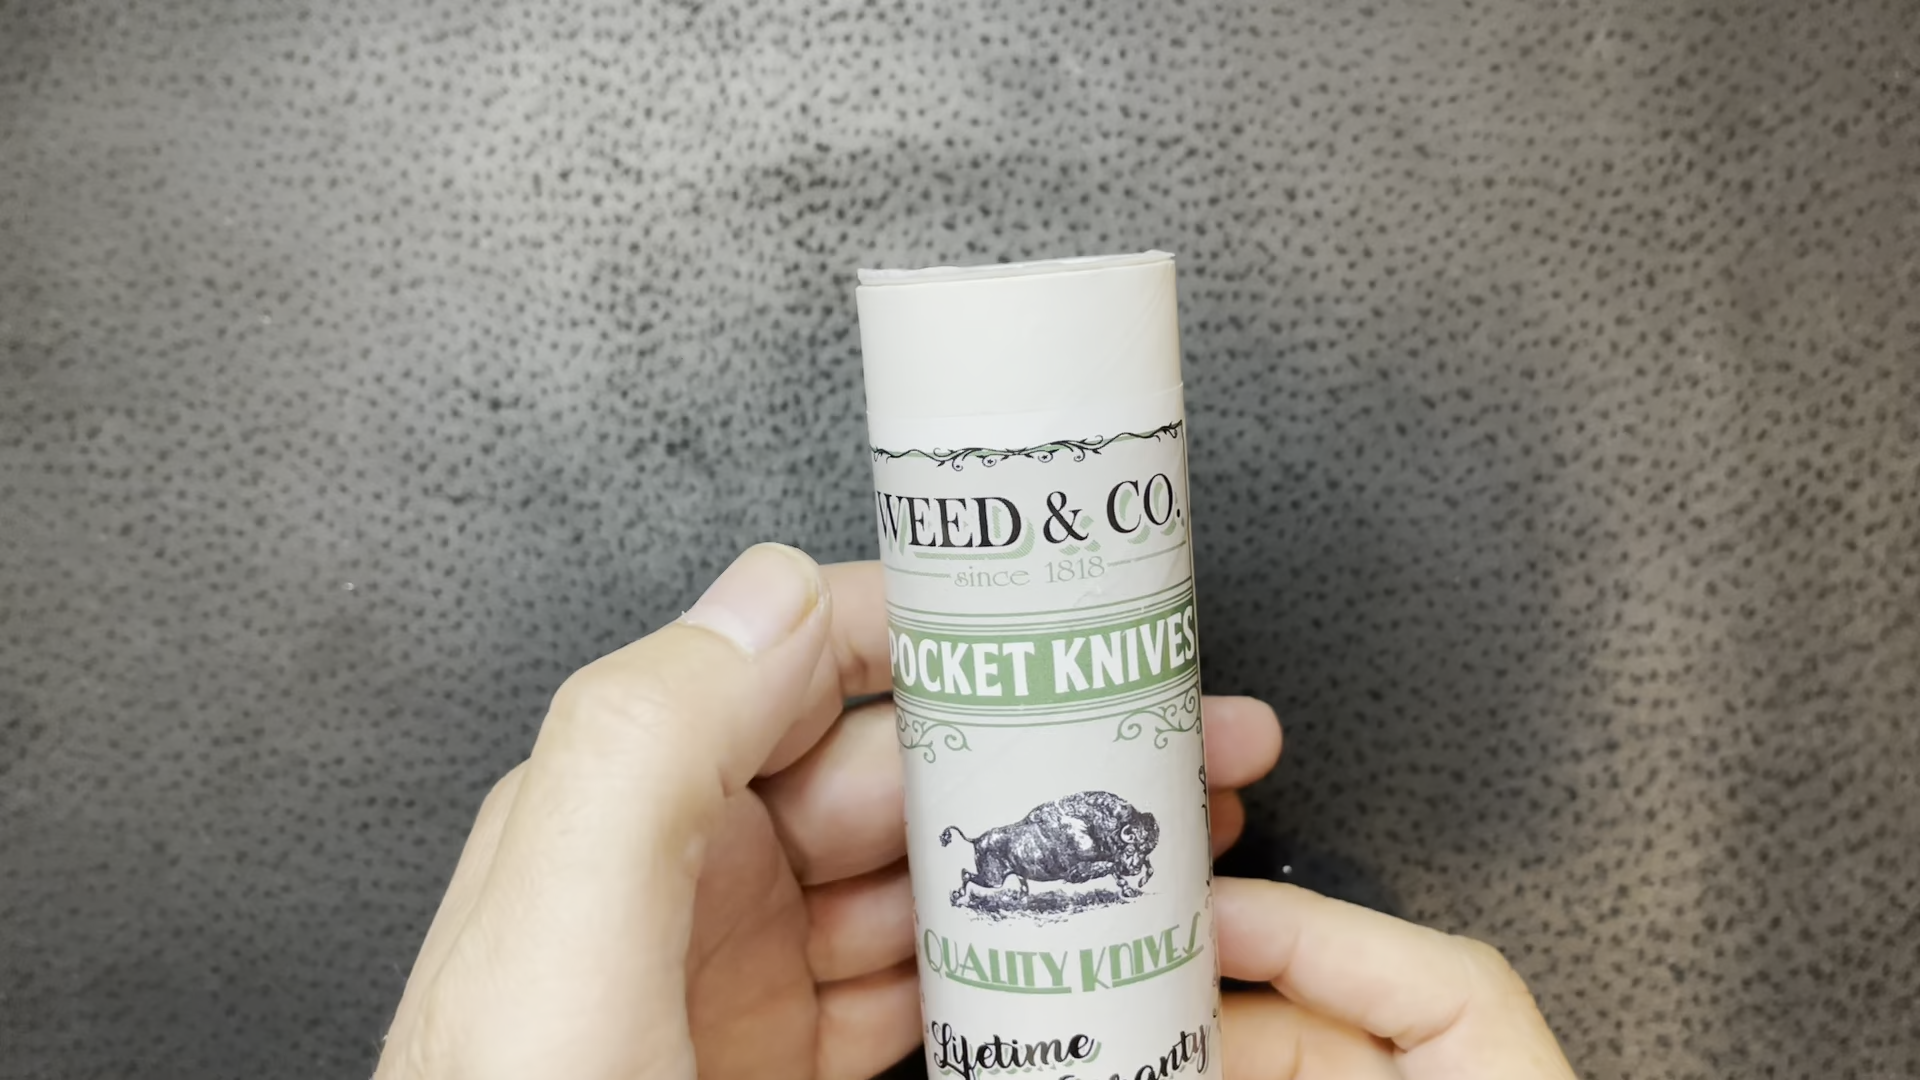 WEED & CO.
since 1818
POCKET KNIVES
QUALITY KNIVES
Lifetime